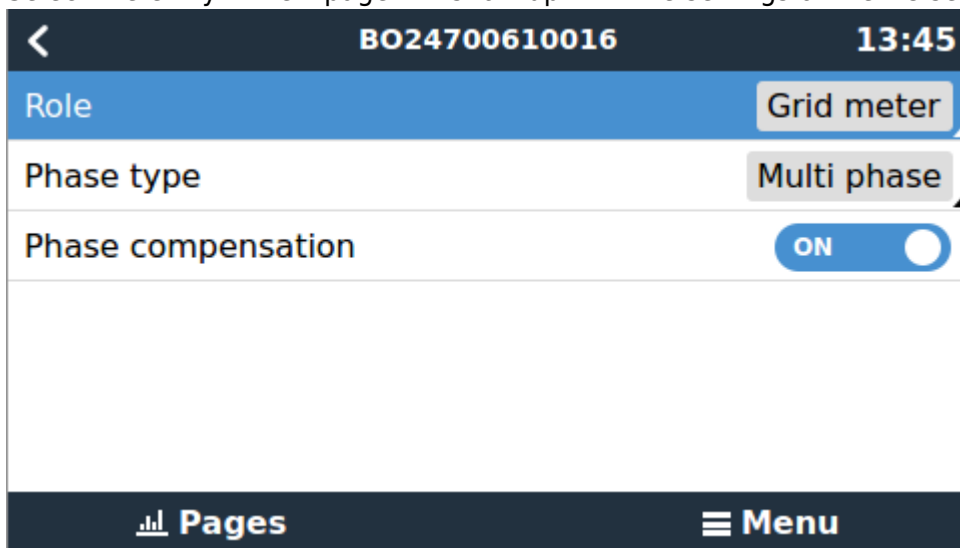 BO24700610016 13:45
Role Grid meter
Phase type Multi phase
Phase compensation ON
Pages Menu